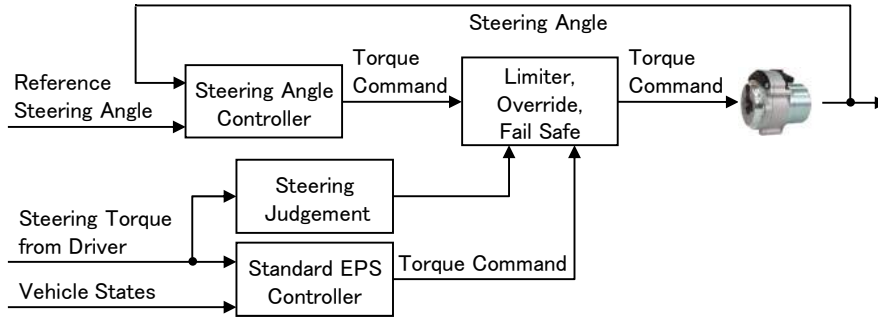 Steering Angle
Reference
Steering Angle
Steering Angle
Controller
Torque
Command
Limiter,
Override,
Fail Safe
Torque
Command
Steering
Judgement
Steering Torque
from Driver
Standard EPS
Controller
Torque Command
Vehicle States